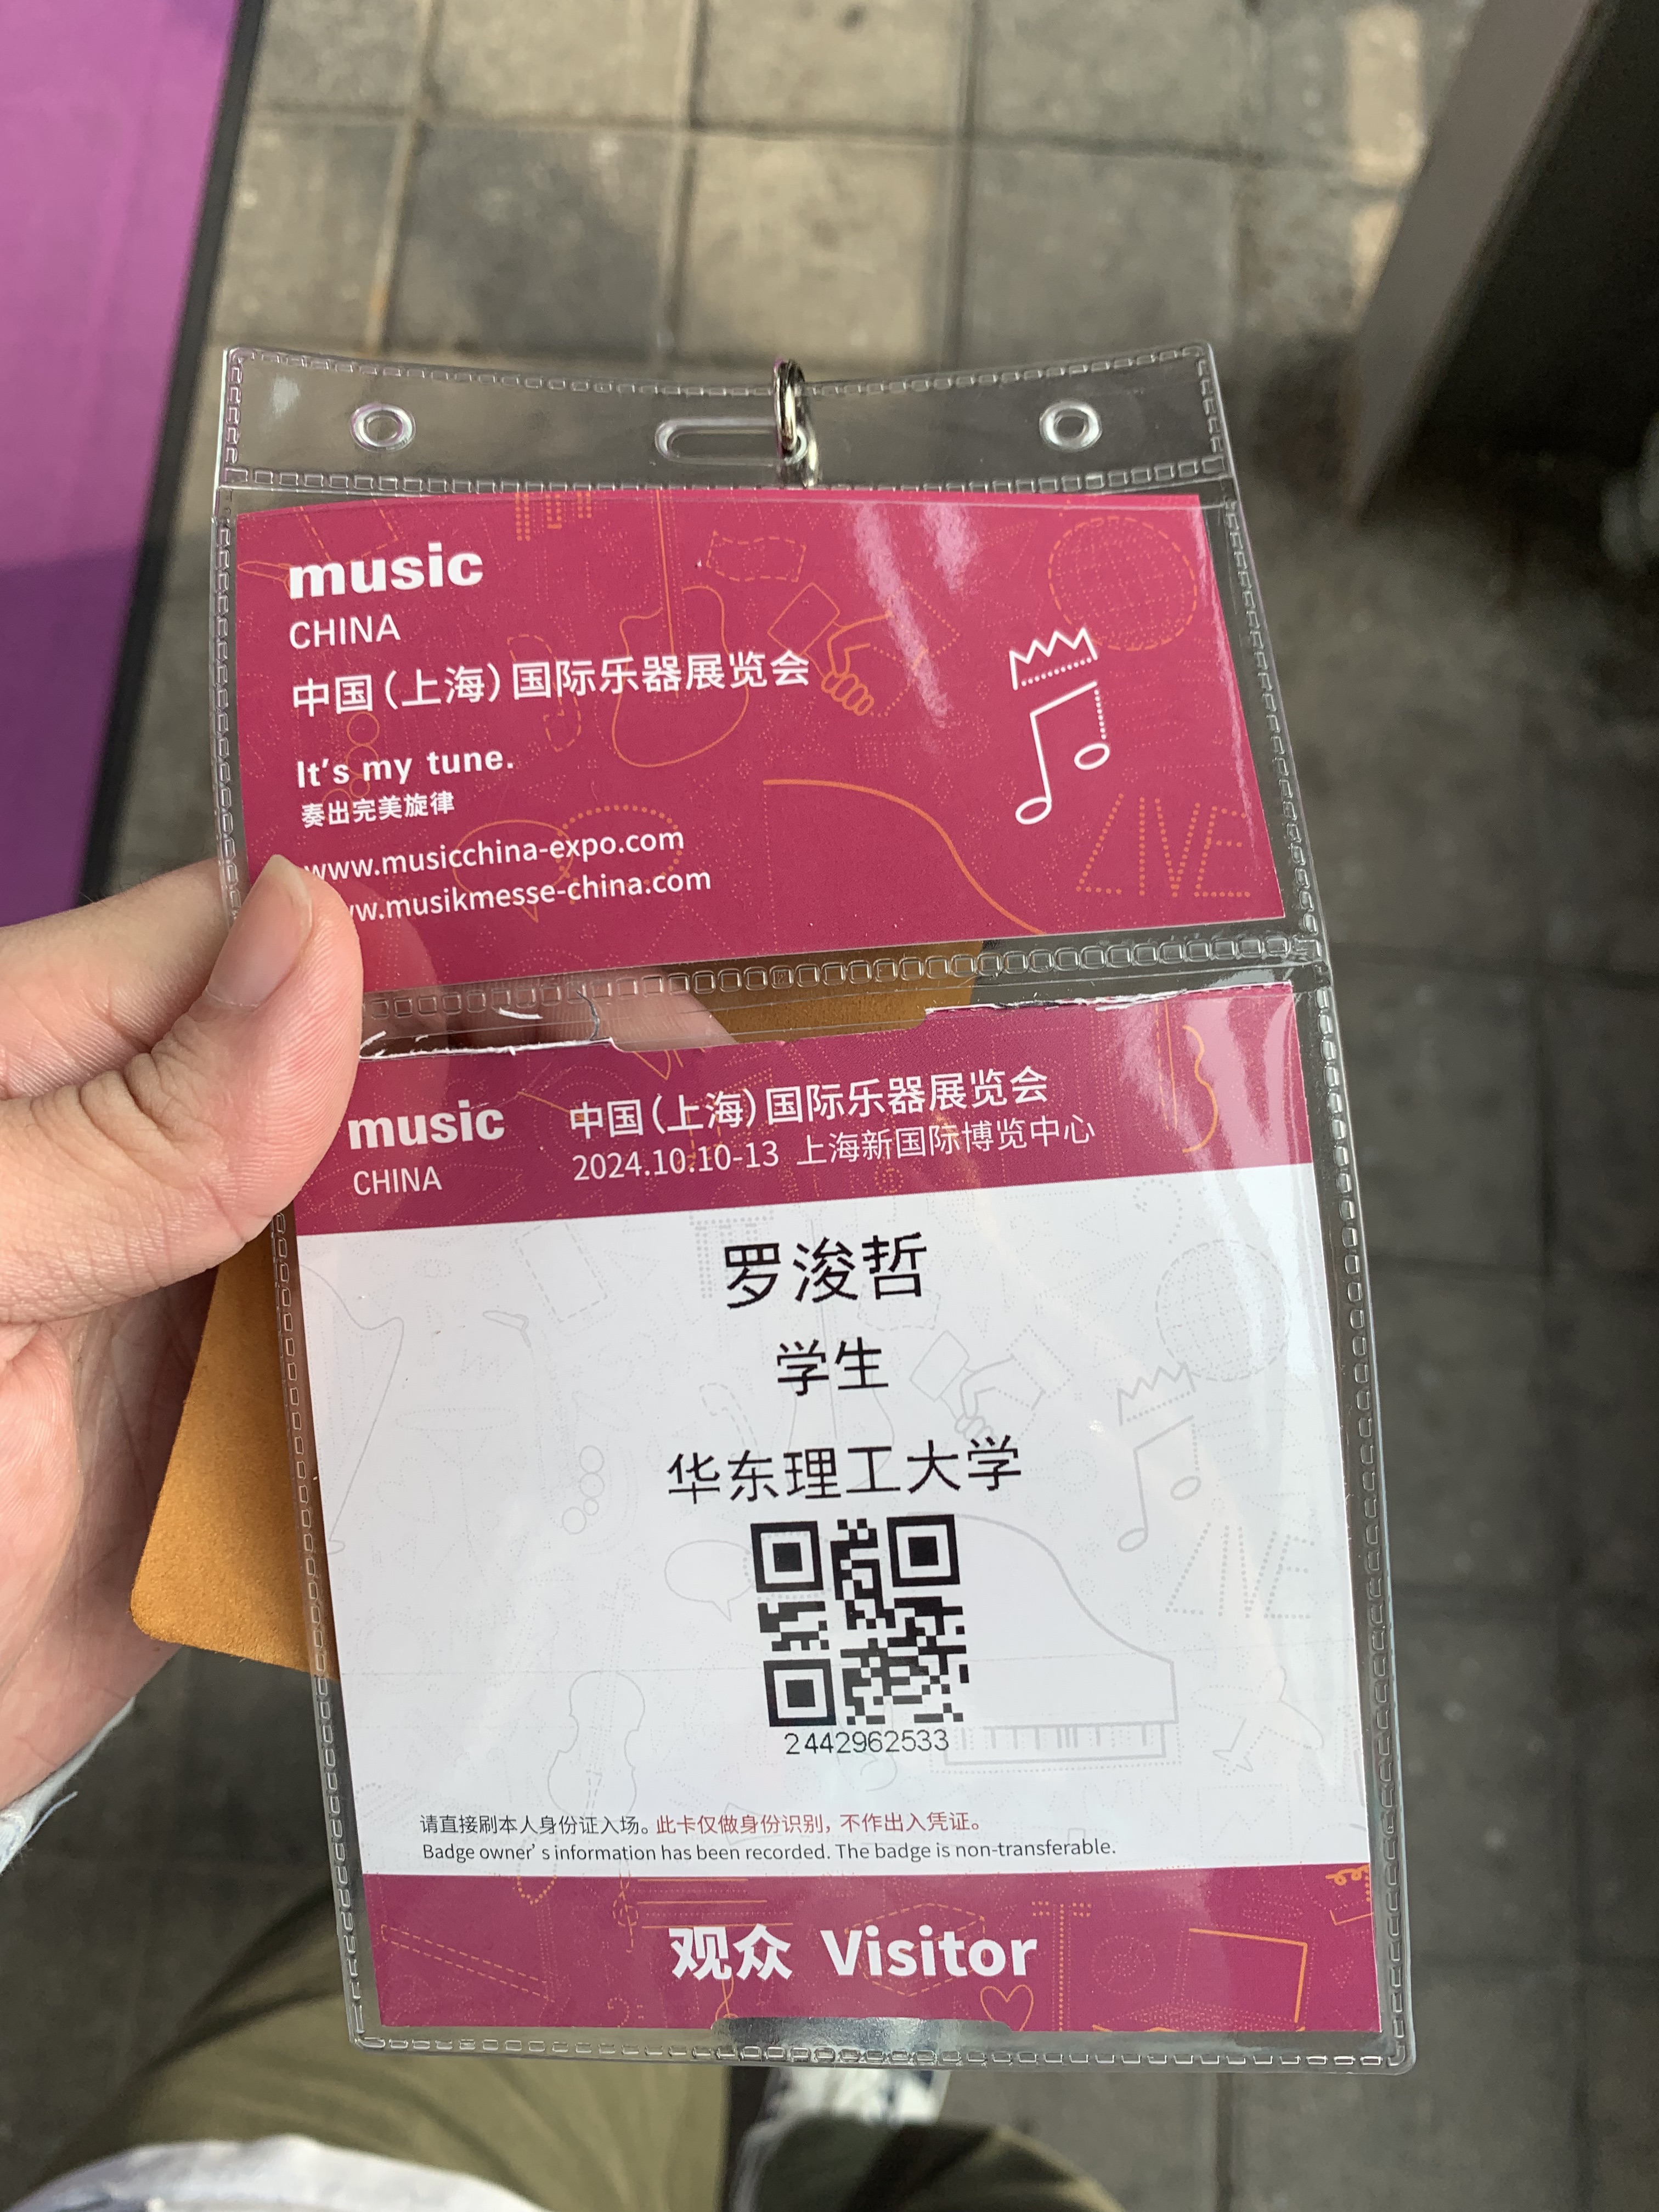 music
CHINA
中国（上海）国际乐器展览会
It's my tune.
奏出完美旋律
www.musicchina-expo.com
w.musikmesse-china.com
LIVE
music
CHINA
中国（上海）国际乐器展览会
2024.10.10-13 上海新国际博览中心
罗浚哲
学生
华东理工大学
LIVE
2442962533
请直接刷本人身份证入场。此卡仅做身份识别，不作出入凭证。
Badge owner's information has been recorded. The badge is non-transferable.
观众 Visitor